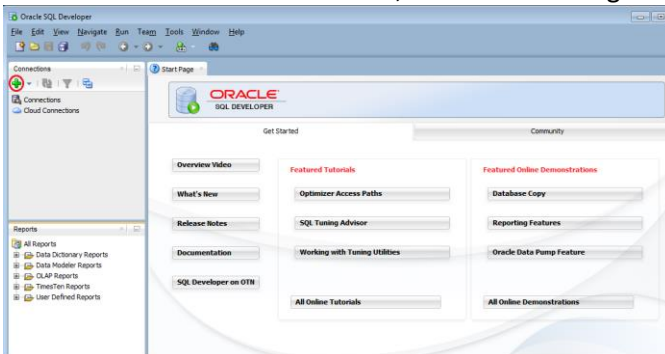 Oracle SQL Developer
File Edit View Navigate Run Team Tools Window Help
Connections
Connections
Cloud Connections
Reports
All Reports
Data Dictionary Reports
Data Modeler Reports
OLAP Reports
TimesTen Reports
User Defined Reports
Start Page
ORACLE
SQL DEVELOPER
Get Started
Community
Overview Video
What's New
Release Notes
Documentation
SQL Developer on OTN
Featured Tutorials
Optimizer Access Paths
SQL Tuning Advisor
Working with Tuning Utilities
All Online Tutorials
Featured Online Demonstrations
Database Copy
Reporting Features
Oracle Data Pump Feature
All Online Demonstrations